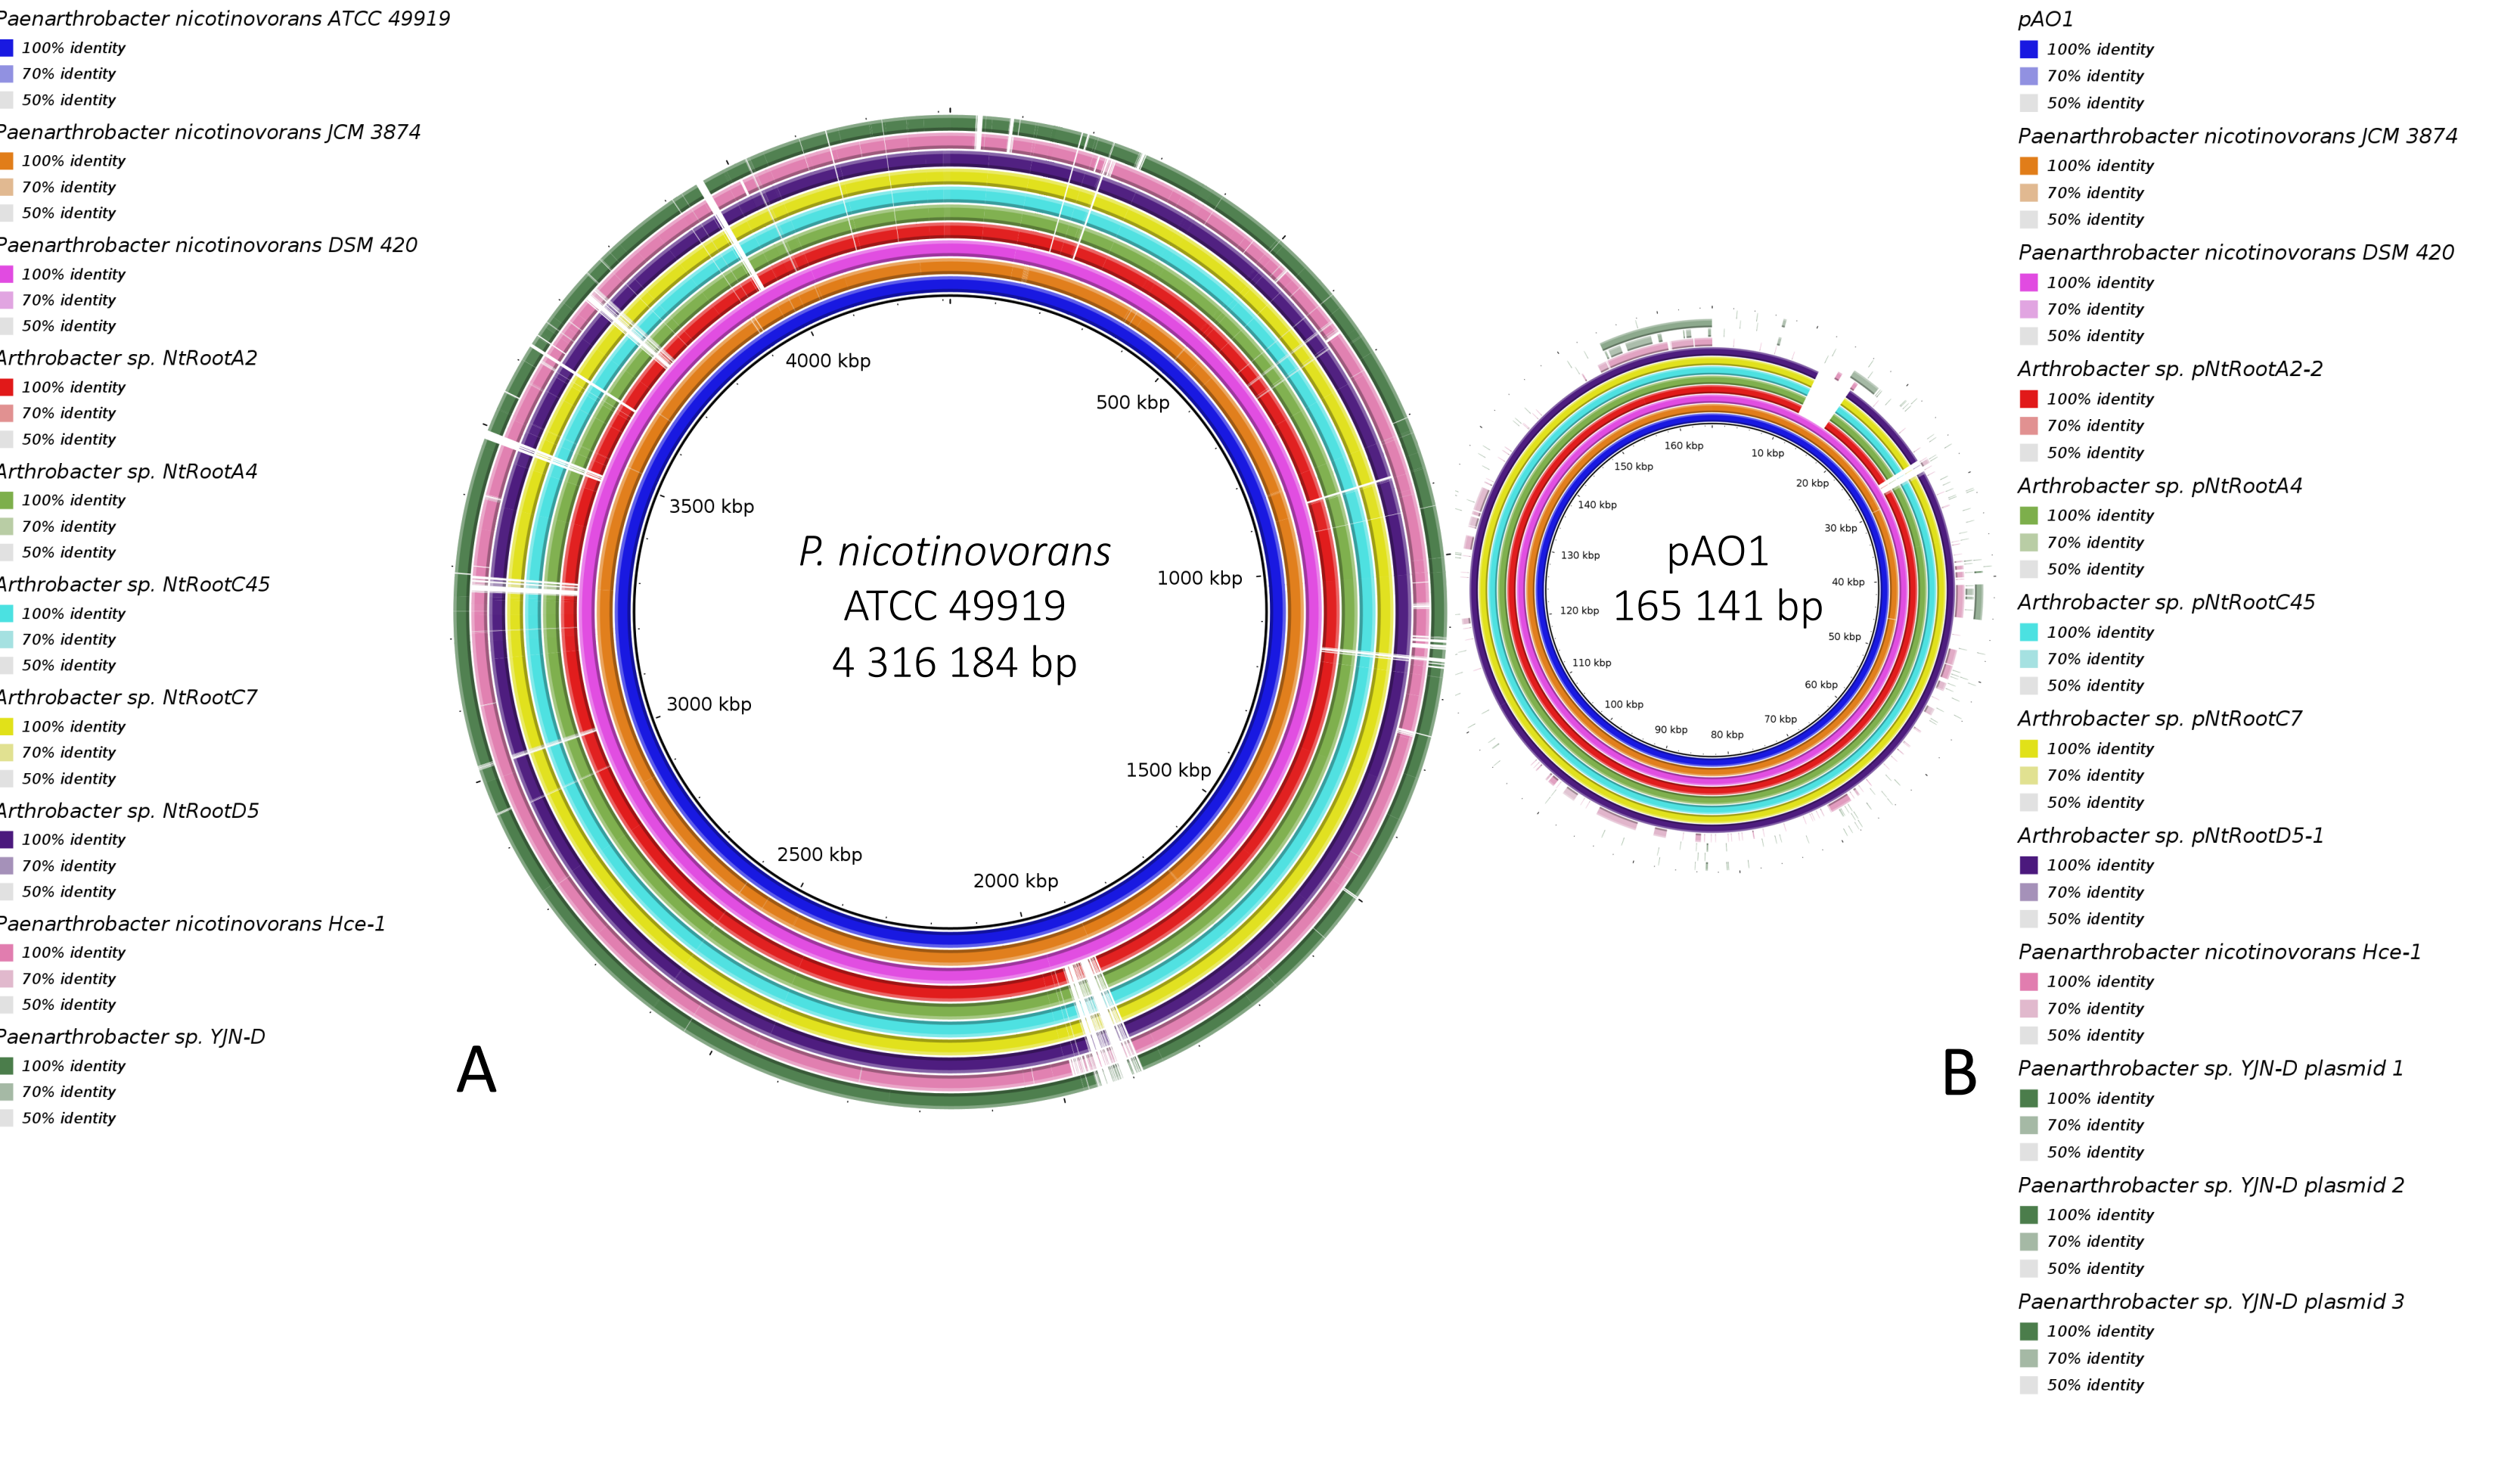 Paenarthrobacter nicotinovorans ATCC 49919
100% identity
70% identity
50% identity
Paenarthrobacter nicotinovorans JCM 3874
100% identity
70% identity
50% identity
Paenarthrobacter nicotinovorans DSM 420
100% identity
70% identity
50% identity
Arthrobacter sp. NtRootA2
100% identity
70% identity
50% identity
Arthrobacter sp. NtRootA4
100% identity
70% identity
50% identity
Arthrobacter sp. NtRootC45
100% identity
70% identity
50% identity
Arthrobacter sp. NtRootC7
100% identity
70% identity
50% identity
Arthrobacter sp. NtRootD5
100% identity
70% identity
50% identity
Paenarthrobacter nicotinovorans Hce-1
100% identity
70% identity
50% identity
Paenarthrobacter sp. YJN-D
100% identity
70% identity
50% identity
A
P. nicotinovorans
ATCC 49919
4 316 184 bp
500 kbp
1000 kbp
1500 kbp
2000 kbp
2500 kbp
3000 kbp
3500 kbp
4000 kbp
pAO1
165 141 bp
10 kbp
20 kbp
30 kbp
40 kbp
50 kbp
60 kbp
70 kbp
80 kbp
90 kbp
100 kbp
110 kbp
120 kbp
130 kbp
140 kbp
150 kbp
160 kbp
B
pAO1
100% identity
70% identity
50% identity
Paenarthrobacter nicotinovorans JCM 3874
100% identity
70% identity
50% identity
Paenarthrobacter nicotinovorans DSM 420
100% identity
70% identity
50% identity
Arthrobacter sp. pNtRootA2-2
100% identity
70% identity
50% identity
Arthrobacter sp. pNtRootA4
100% identity
70% identity
50% identity
Arthrobacter sp. pNtRootC45
100% identity
70% identity
50% identity
Arthrobacter sp. pNtRootC7
100% identity
70% identity
50% identity
Arthrobacter sp. pNtRootD5-1
100% identity
70% identity
50% identity
Paenarthrobacter nicotinovorans Hce-1
100% identity
70% identity
50% identity
Paenarthrobacter sp. YJN-D plasmid 1
100% identity
70% identity
50% identity
Paenarthrobacter sp. YJN-D plasmid 2
100% identity
70% identity
50% identity
Paenarthrobacter sp. YJN-D plasmid 3
100% identity
70% identity
50% identity